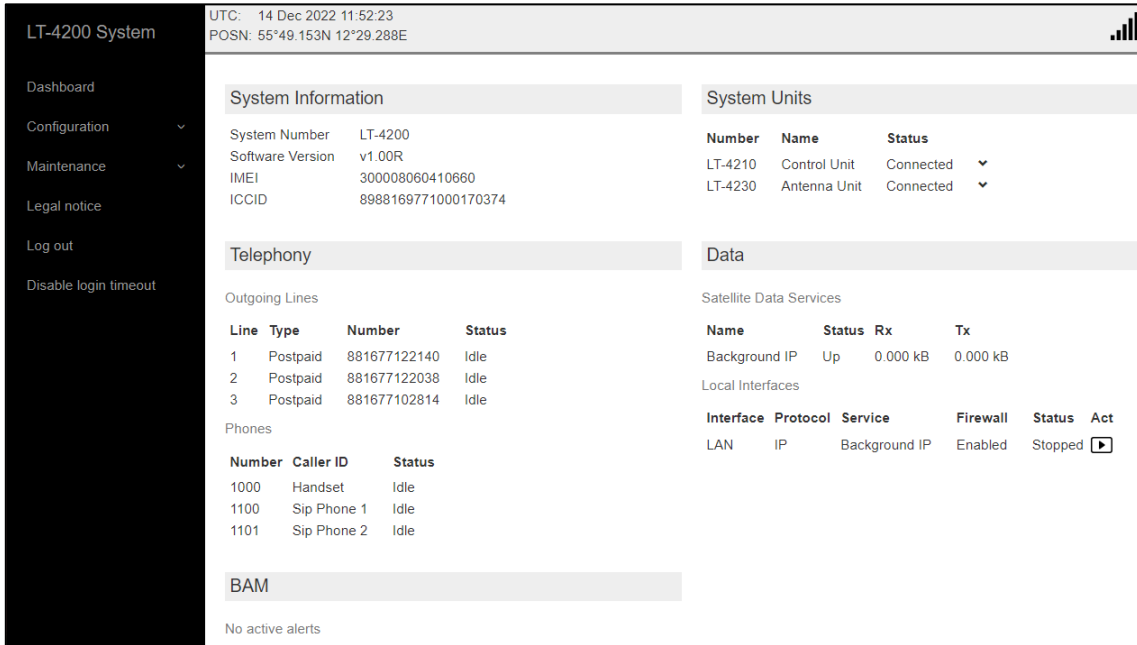 LT-4200 System
Dashboard
Configuration
Maintenance
Legal notice
Log out
Disable login timeout
UTC: 14 Dec 2022 11:52:23
POSN: 55°49.153N 12°29.288E
System Information
System Number LT-4200
Software Version v1.00R
IMEI 300008060410660
ICCID 8988169771000170374
System Units
Number Name Status
LT-4210 Control Unit Connected
LT-4230 Antenna Unit Connected
Telephony
Outgoing Lines
Line Type Number Status
1 Postpaid 881677122140 Idle
2 Postpaid 881677122038 Idle
3 Postpaid 881677102814 Idle
Phones
Number Caller ID Status
1000 Handset Idle
1100 Sip Phone 1 Idle
1101 Sip Phone 2 Idle
Data
Satellite Data Services
Name Status Rx Tx
Background IP Up 0.000 kB 0.000 kB
Local Interfaces
Interface Protocol Service Firewall Status Act
LAN IP Background IP Enabled Stopped
BAM
No active alerts